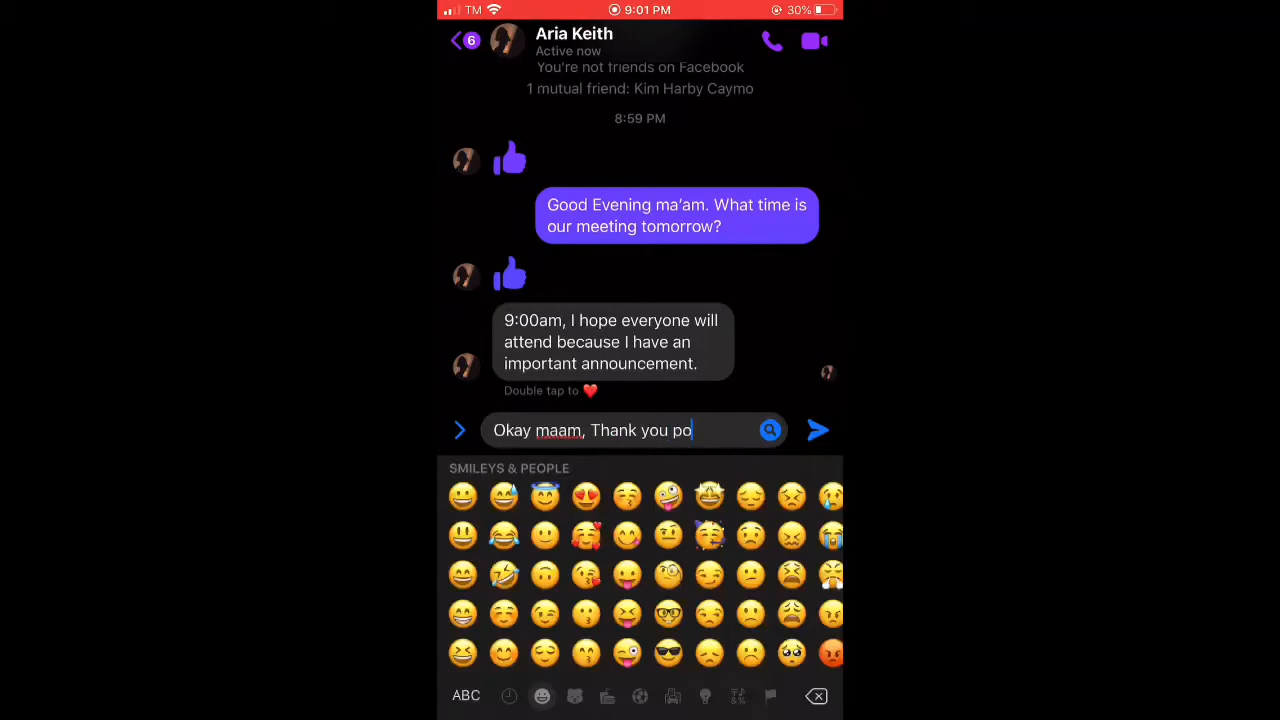 TM 9:01 PM 30%
6 Aria Keith
Active now
You're not friends on Facebook
1 mutual friend: Kim Harby Caymo
8:59 PM
Good Evening ma’am. What time is
our meeting tomorrow?
9:00am, I hope everyone will
attend because I have an
important announcement.
Double tap to ❤️
Okay maam, Thank you po
SMILEYS & PEOPLE
ABC